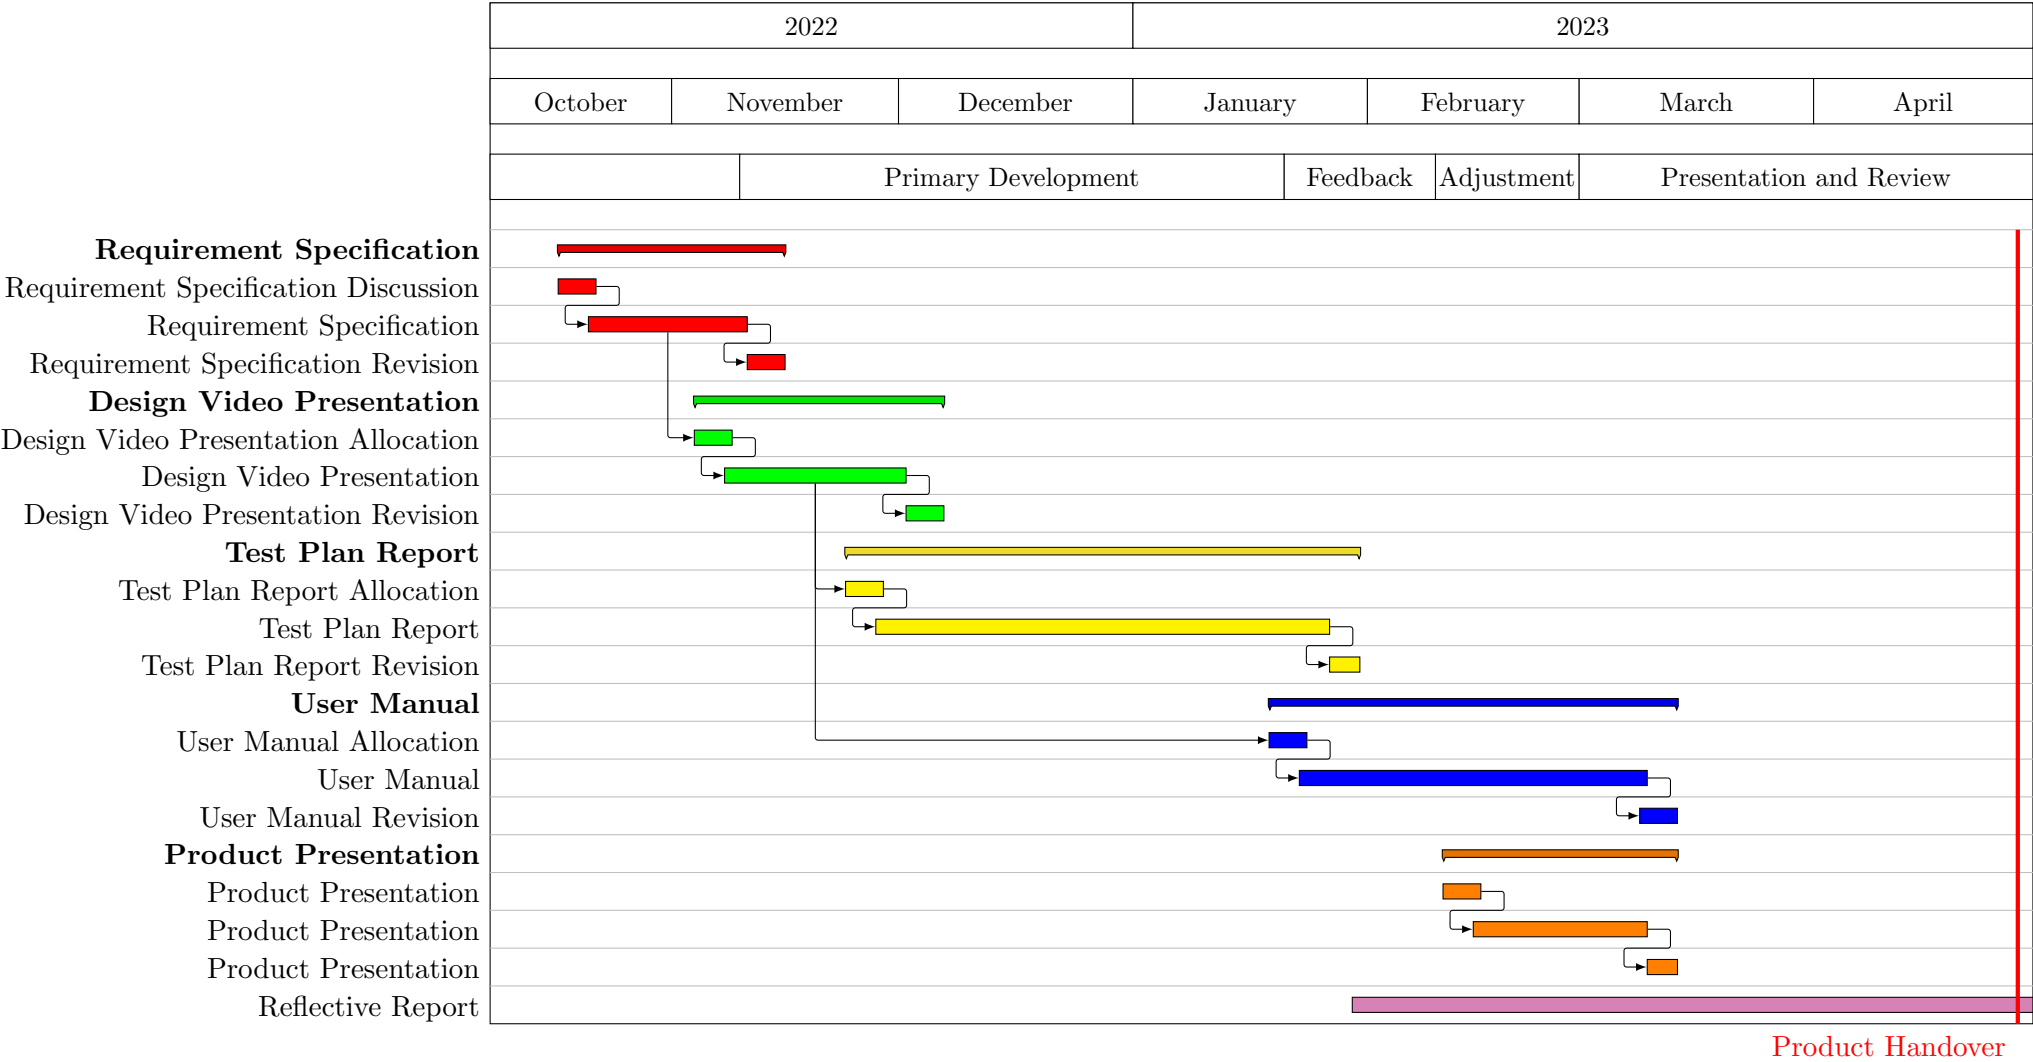 2022
2023
October
November
December
January
February
March
April
Primary Development
Feedback
Adjustment
Presentation and Review
Requirement Specification
Requirement Specification Discussion
Requirement Specification
Requirement Specification Revision
Design Video Presentation
Design Video Presentation Allocation
Design Video Presentation
Design Video Presentation Revision
Test Plan Report
Test Plan Report Allocation
Test Plan Report
Test Plan Report Revision
User Manual
User Manual Allocation
User Manual
User Manual Revision
Product Presentation
Product Presentation
Product Presentation
Product Presentation
Reflective Report
Product Handover